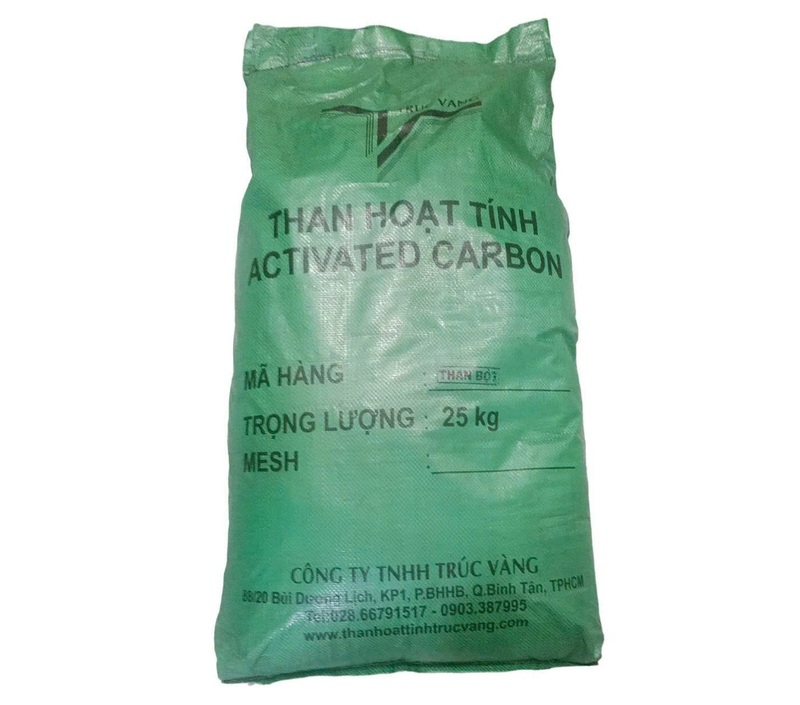 TRÚC VÀNG
THAN HOẠT TÍNH
ACTIVATED CARBON
MÃ HÀNG : THAN BỘT
TRỌNG LƯỢNG : 25 kg
MESH :
CÔNG TY TNHH TRÚC VÀNG
88/20 Bùi Dương Lịch, KP1, P.BHHB, Q.Bình Tân, TPHCM
Tel:028.66791517 - 0903.387995
www.thanhoattinhtrucvang.com